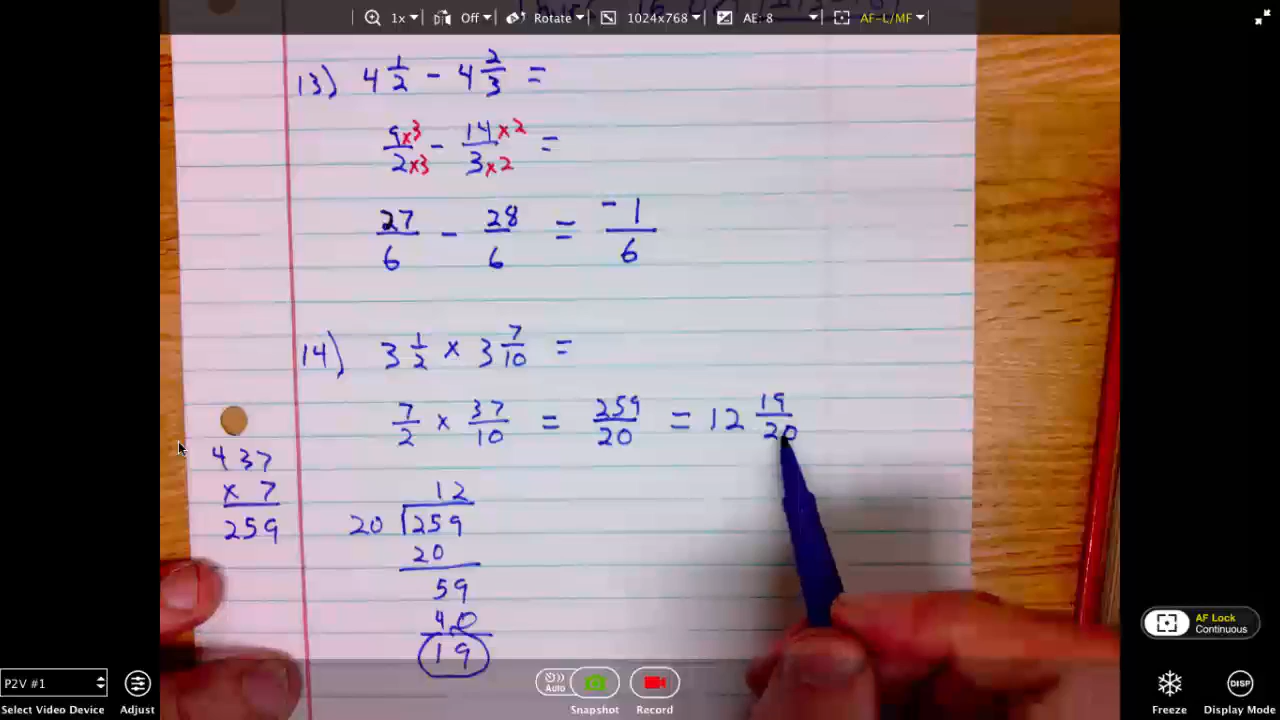 1x Off Rotate 1024x768 AE: 8 AF-L/MF
13) 4 1/2 - 4 2/3 =
9x3/2x3 - 14x2/3x2 =
27/6 - 28/6 = -1/6
14) 3 1/2 x 3 7/10 =
7/2 x 37/10 = 259/20 = 12 19/20
437
x 7
259
12
20 259
20
59
40
19
AF Lock
Continuous
P2V #1
Select Video Device
Adjust
Auto
Snapshot
Record
Freeze
DISP
Display Mode